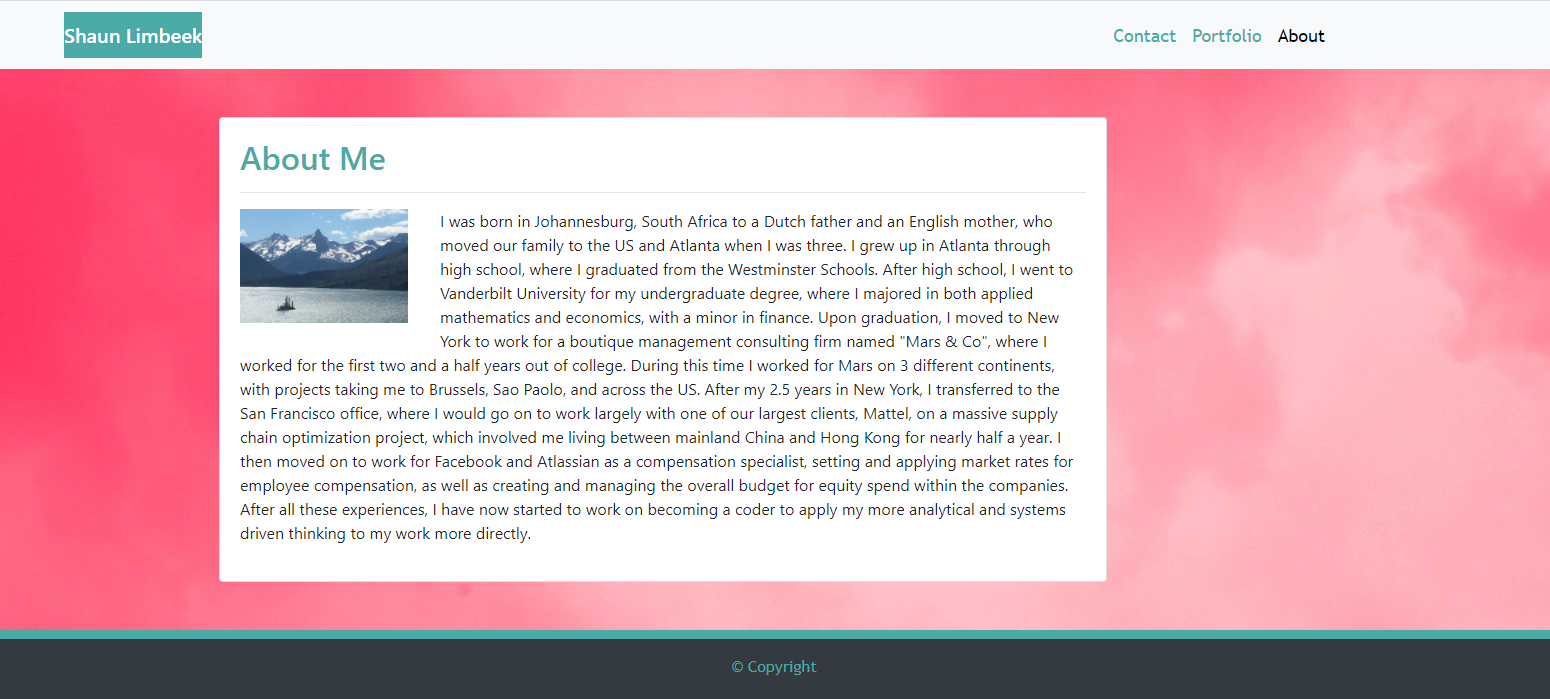 Shaun Limbeek
Contact Portfolio About
About Me
I was born in Johannesburg, South Africa to a Dutch father and an English mother, who
moved our family to the US and Atlanta when I was three. I grew up in Atlanta through
high school, where I graduated from the Westminster Schools. After high school, I went to
Vanderbilt University for my undergraduate degree, where I majored in both applied
mathematics and economics, with a minor in finance. Upon graduation, I moved to New
York to work for a boutique management consulting firm named "Mars & Co", where I
worked for the first two and a half years out of college. During this time I worked for Mars on 3 different continents,
with projects taking me to Brussels, Sao Paolo, and across the US. After my 2.5 years in New York, I transferred to the
San Francisco office, where I would go on to work largely with one of our largest clients, Mattel, on a massive supply
chain optimization project, which involved me living between mainland China and Hong Kong for nearly half a year. I
then moved on to work for Facebook and Atlassian as a compensation specialist, setting and applying market rates for
employee compensation, as well as creating and managing the overall budget for equity spend within the companies.
After all these experiences, I have now started to work on becoming a coder to apply my more analytical and systems
driven thinking to my work more directly.
© Copyright